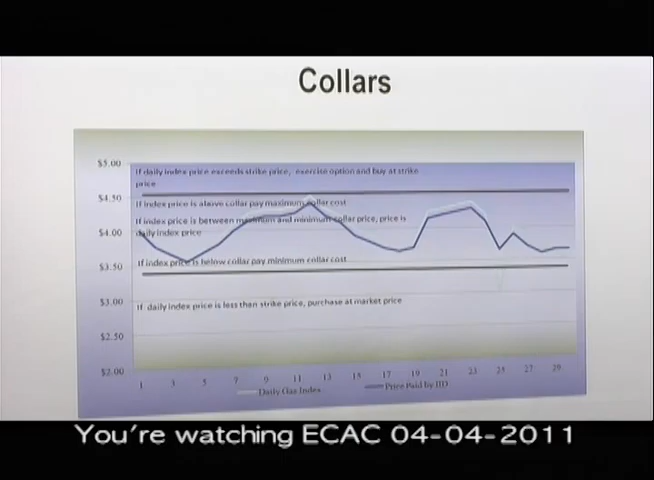 Collars
$5.00
If daily index price exceeds strike price, exercise option and buy at strike
price
$4.50
If index price is above collar pay maximum collar cost
If index price is between maximum and minimum collar price, price is
$4.00
daily index price
If index price is below collar pay minimum collar cost
$3.50
$3.00
If daily index price is less than strike price, purchase at market price
$2.50
$2.00
1 3 5 7 9 11 13 15 17 19 21 23 25 27 29
Daily Gas Index Price Paid by IID
You're watching ECAC 04-04-2011